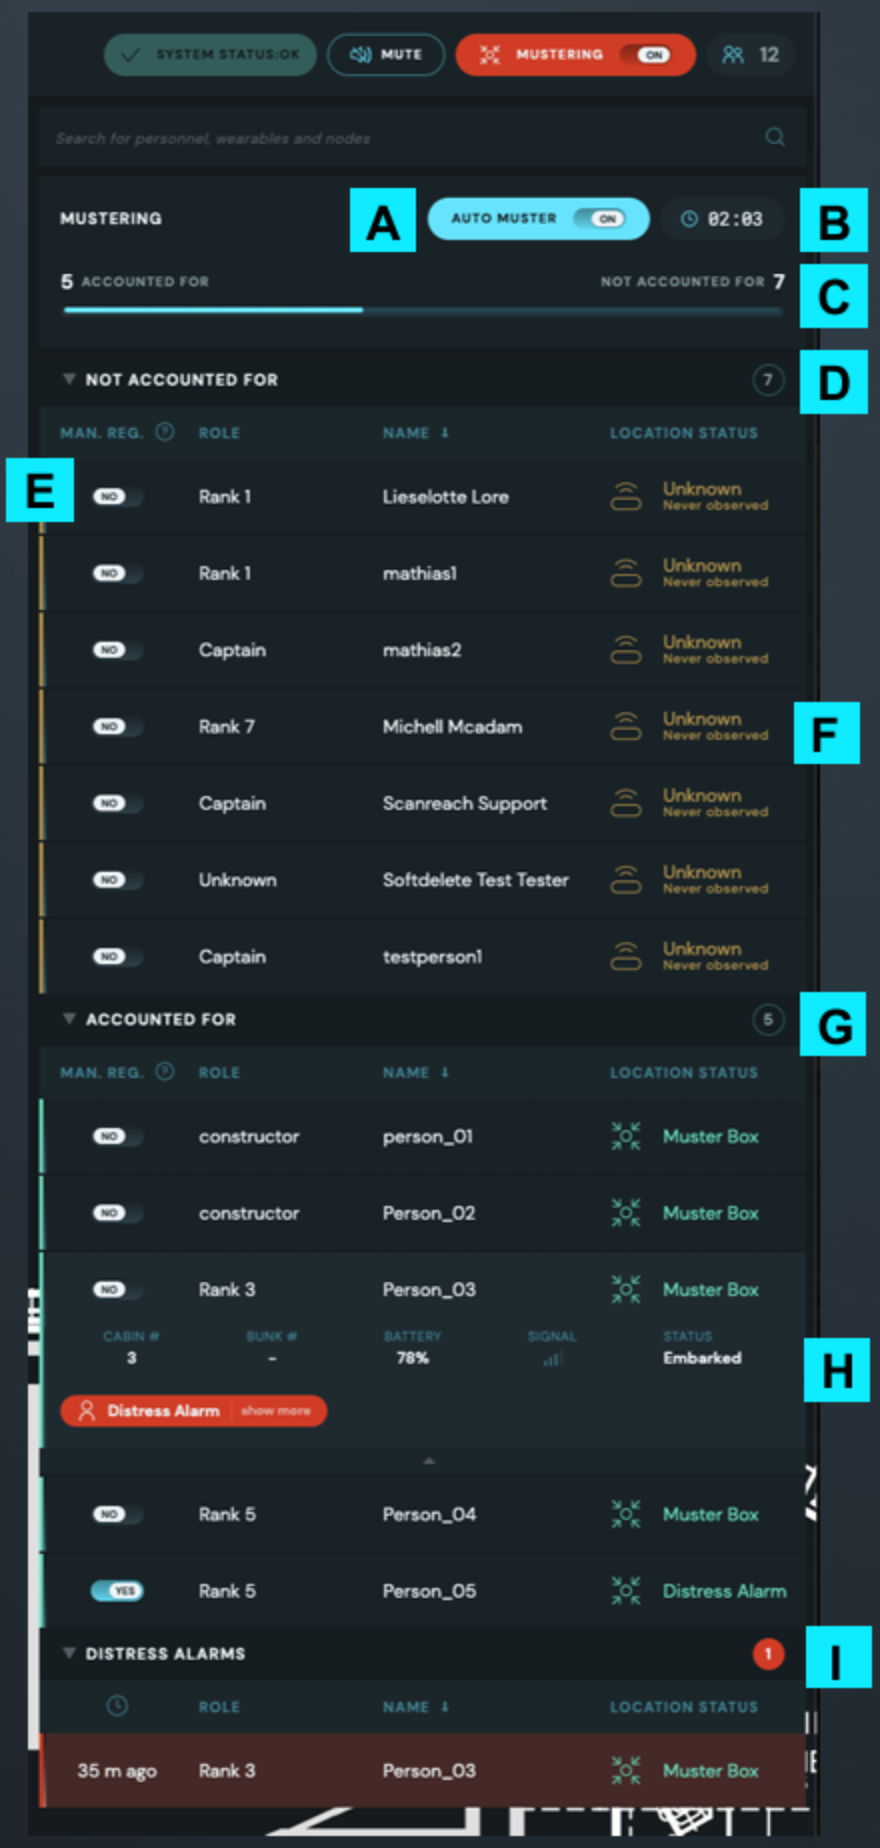 SYSTEM STATUS:OK MUTE MUSTERING ON 12
Search for personnel, wearables and nodes
MUSTERING A AUTO MUSTER ON 02:03 B
5 ACCOUNTED FOR NOT ACCOUNTED FOR 7 C
NOT ACCOUNTED FOR 7 D
MAN. REG. ? ROLE NAME ↓ LOCATION STATUS
E NO Rank 1 Lieselotte Lore Unknown
Never observed
NO Rank 1 mathias1 Unknown
Never observed
NO Captain mathias2 Unknown
Never observed
NO Rank 7 Michell Mcadam Unknown F
Never observed
NO Captain Scanreach Support Unknown
Never observed
NO Unknown Softdelete Test Tester Unknown
Never observed
NO Captain testperson1 Unknown
Never observed
ACCOUNTED FOR 5 G
MAN. REG. ? ROLE NAME ↓ LOCATION STATUS
NO constructor person_01 Muster Box
NO constructor Person_02 Muster Box
NO Rank 3 Person_03 Muster Box
CABIN # BUNK # BATTERY SIGNAL STATUS
3 - 78% Embarked H
Distress Alarm show more
NO Rank 5 Person_04 Muster Box
YES Rank 5 Person_05 Distress Alarm
DISTRESS ALARMS 1 I
ROLE NAME ↓ LOCATION STATUS
35 m ago Rank 3 Person_03 Muster Box